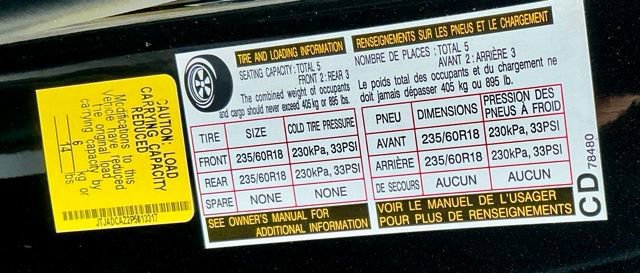 CAUTION: LOAD
CARRYING CAPACITY
REDUCED
Modifications to this
Vehicle have reduced
the original load
carrying capacity by
6 kg or
14 lbs
JTJADCAZ2P5013317
TIRE AND LOADING INFORMATION
SEATING CAPACITY:TOTAL 5
FRONT 2:REAR 3
The combined weight of occupants
and cargo should never exceed 405 kg or 895 lb.
TIRE SIZE COLD TIRE PRESSURE
FRONT 235/60R18 230kPa, 33PSI
REAR 235/60R18 230kPa, 33PSI
SPARE NONE NONE
SEE OWNER'S MANUAL FOR
ADDITIONAL INFORMATION
RENSEIGNEMENTS SUR LES PNEUS ET LE CHARGEMENT
NOMBRE DE PLACES :TOTAL 5
AVANT 2:ARRIÈRE 3
Le poids total des occupants et du chargement ne
doit jamais dépasser 405 kg ou 895 lb.
PNEU DIMENSIONS PRESSION DES
PNEUS À FROID
AVANT 235/60R18 230kPa, 33PSI
ARRIÈRE 235/60R18 230kPa, 33PSI
DE SECOURS AUCUN AUCUN
VOIR LE MANUEL DE L'USAGER
POUR PLUS DE RENSEIGNEMENTS
CD 78480